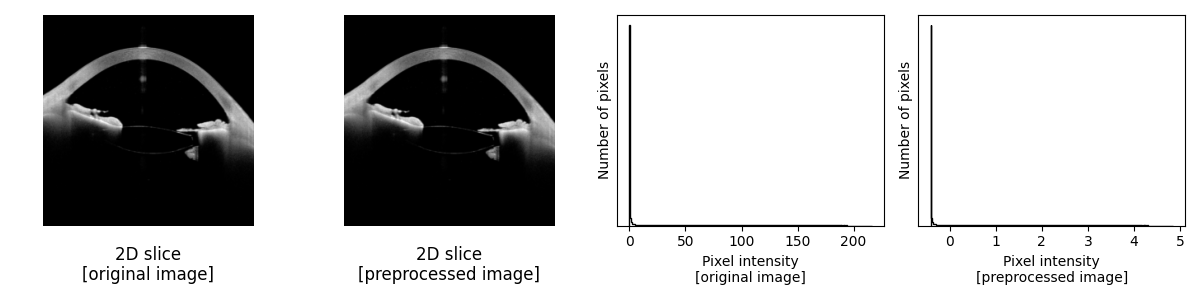 2D slice
[original image]
2D slice
[preprocessed image]
Number of pixels
0 50 100 150 200
Pixel intensity
[original image]
Number of pixels
0 1 2 3 4 5
Pixel intensity
[preprocessed image]